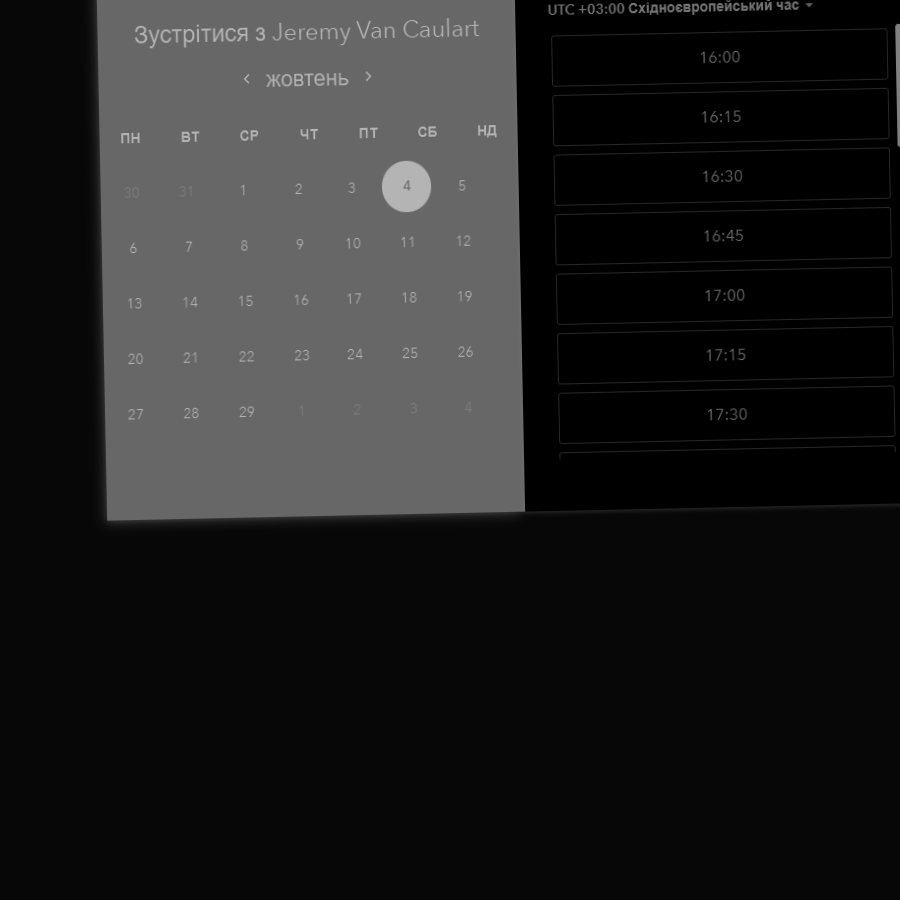 Зустрітися з Jeremy Van Caulart
жовтень
ПН ВТ СР ЧТ ПТ СБ НД
30 31 1 2 3 4 5
6 7 8 9 10 11 12
13 14 15 16 17 18 19
20 21 22 23 24 25 26
27 28 29 1 2 3 4
UTC +03:00 Східноєвропейський час
16:00
16:15
16:30
16:45
17:00
17:15
17:30